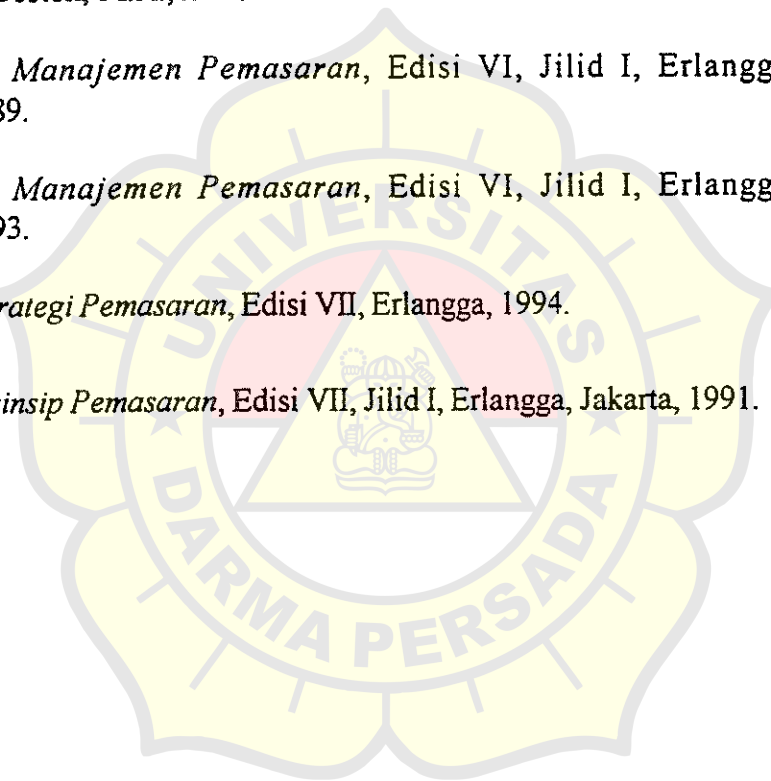 Manajemen Pemasaran, Edisi VI, Jilid I, Erlangg
89.
Manajemen Pemasaran, Edisi VI, Jilid I, Erlangg
93.
rategi Pemasaran, Edisi VII, Erlangga, 1994.
insip Pemasaran, Edisi VII, Jilid I, Erlangga, Jakarta, 1991.
UNIVERSITAS
DARMA PERSADA